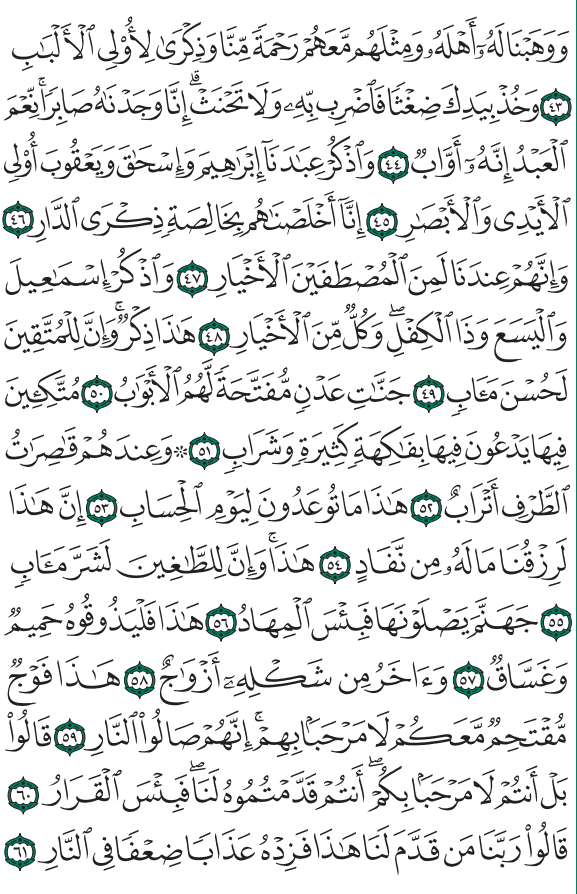 وَوَهَبۡنَا لَهُۥٓ أَهۡلَهُۥ وَمِثۡلَهُم مَّعَهُمۡ رَحۡمَةٗ مِّنَّا وَذِكۡرَىٰ لِأُوْلِي ٱلۡأَلۡبَٰبِ
٤٣ وَخُذۡ بِيَدِكَ ضِغۡثٗا فَٱضۡرِب بِّهِۦ وَلَا تَحۡنَثۡۗ إِنَّا وَجَدۡنَٰهُ صَابِرٗاۚ نِّعۡمَ
ٱلۡعَبۡدُ إِنَّهُۥٓ أَوَّابٞ ٤٤ وَٱذۡكُرۡ عِبَٰدَنَآ إِبۡرَٰهِيمَ وَإِسۡحَٰقَ وَيَعۡقُوبَ أُوْلِي
ٱلۡأَيۡدِي وَٱلۡأَبۡصَٰرِ ٤٥ إِنَّآ أَخۡلَصۡنَٰهُم بِخَالِصَةٖ ذِكۡرَى ٱلدَّارِ ٤٦
وَإِنَّهُمۡ عِندَنَا لَمِنَ ٱلۡمُصۡطَفَيۡنَ ٱلۡأَخۡيَارِ ٤٧ وَٱذۡكُرۡ إِسۡمَٰعِيلَ
وَٱلۡيَسَعَ وَذَا ٱلۡكِفۡلِۖ وَكُلّٞ مِّنَ ٱلۡأَخۡيَارِ ٤٨ هَٰذَا ذِكۡرٞۚ وَإِنَّ لِلۡمُتَّقِينَ
لَحُسۡنَ مَـَٔابٖ ٤٩ جَنَّٰتِ عَدۡنٖ مُّفَتَّحَةٗ لَّهُمُ ٱلۡأَبۡوَٰبُ ٥٠ مُتَّكِـِٔينَ
فِيهَا يَدۡعُونَ فِيهَا بِفَٰكِهَةٖ كَثِيرَةٖ وَشَرَابٖ ٥١ ۞ وَعِندَهُمۡ قَٰصِرَٰتُ
ٱلطَّرۡفِ أَتۡرَابٌ ٥٢ هَٰذَا مَا تُوعَدُونَ لِيَوۡمِ ٱلۡحِسَابِ ٥٣ إِنَّ هَٰذَا
لَرِزۡقُنَا مَا لَهُۥ مِن نَّفَادٍ ٥٤ هَٰذَاۚ وَإِنَّ لِلطَّٰغِينَ لَشَرَّ مَـَٔابٖ
٥٥ جَهَنَّمَ يَصۡلَوۡنَهَا فَبِئۡسَ ٱلۡمِهَادُ ٥٦ هَٰذَا فَلۡيَذُوقُوهُ حَمِيمٞ
وَغَسَّاقٞ ٥٧ وَءَاخَرُ مِن شَكۡلِهِۦٓ أَزۡوَٰجٌ ٥٨ هَٰذَا فَوۡجٞ
مُّقۡتَحِمٞ مَّعَكُمۡ لَا مَرۡحَبَۢا بِهِمۡۚ إِنَّهُمۡ صَالُواْ ٱلنَّارِ ٥٩ قَالُواْ
بَلۡ أَنتُمۡ لَا مَرۡحَبَۢا بِكُمۡۖ أَنتُمۡ قَدَّمۡتُمُوهُ لَنَاۖ فَبِئۡسَ ٱلۡقَرَارُ ٦٠
قَالُواْ رَبَّنَا مَن قَدَّمَ لَنَا هَٰذَا فَزِدۡهُ عَذَابٗا ضِعۡفٗا فِي ٱلنَّارِ ٦١